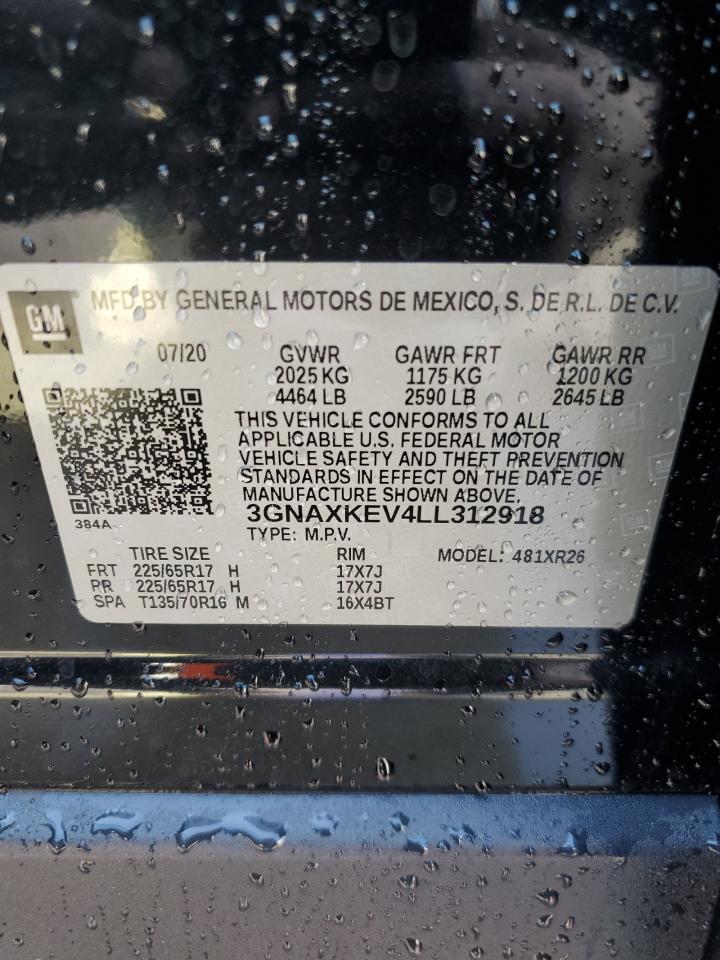 GM
MFD BY GENERAL MOTORS DE MEXICO, S. DE R.L. DE C.V.
07/20 GVWR GAWR FRT GAWR RR
2025 KG 1175 KG 1200 KG
4464 LB 2590 LB 2645 LB
THIS VEHICLE CONFORMS TO ALL
APPLICABLE U.S. FEDERAL MOTOR
VEHICLE SAFETY AND THEFT PREVENTION
STANDARDS IN EFFECT ON THE DATE OF
MANUFACTURE SHOWN ABOVE.
384A 3GNAXKEV4LL312918
TYPE: M.P.V.
TIRE SIZE RIM MODEL: 481XR26
FRT 225/65R17 H 17X7J
RR 225/65R17 H 17X7J
SPA T135/70R16 M 16X4BT